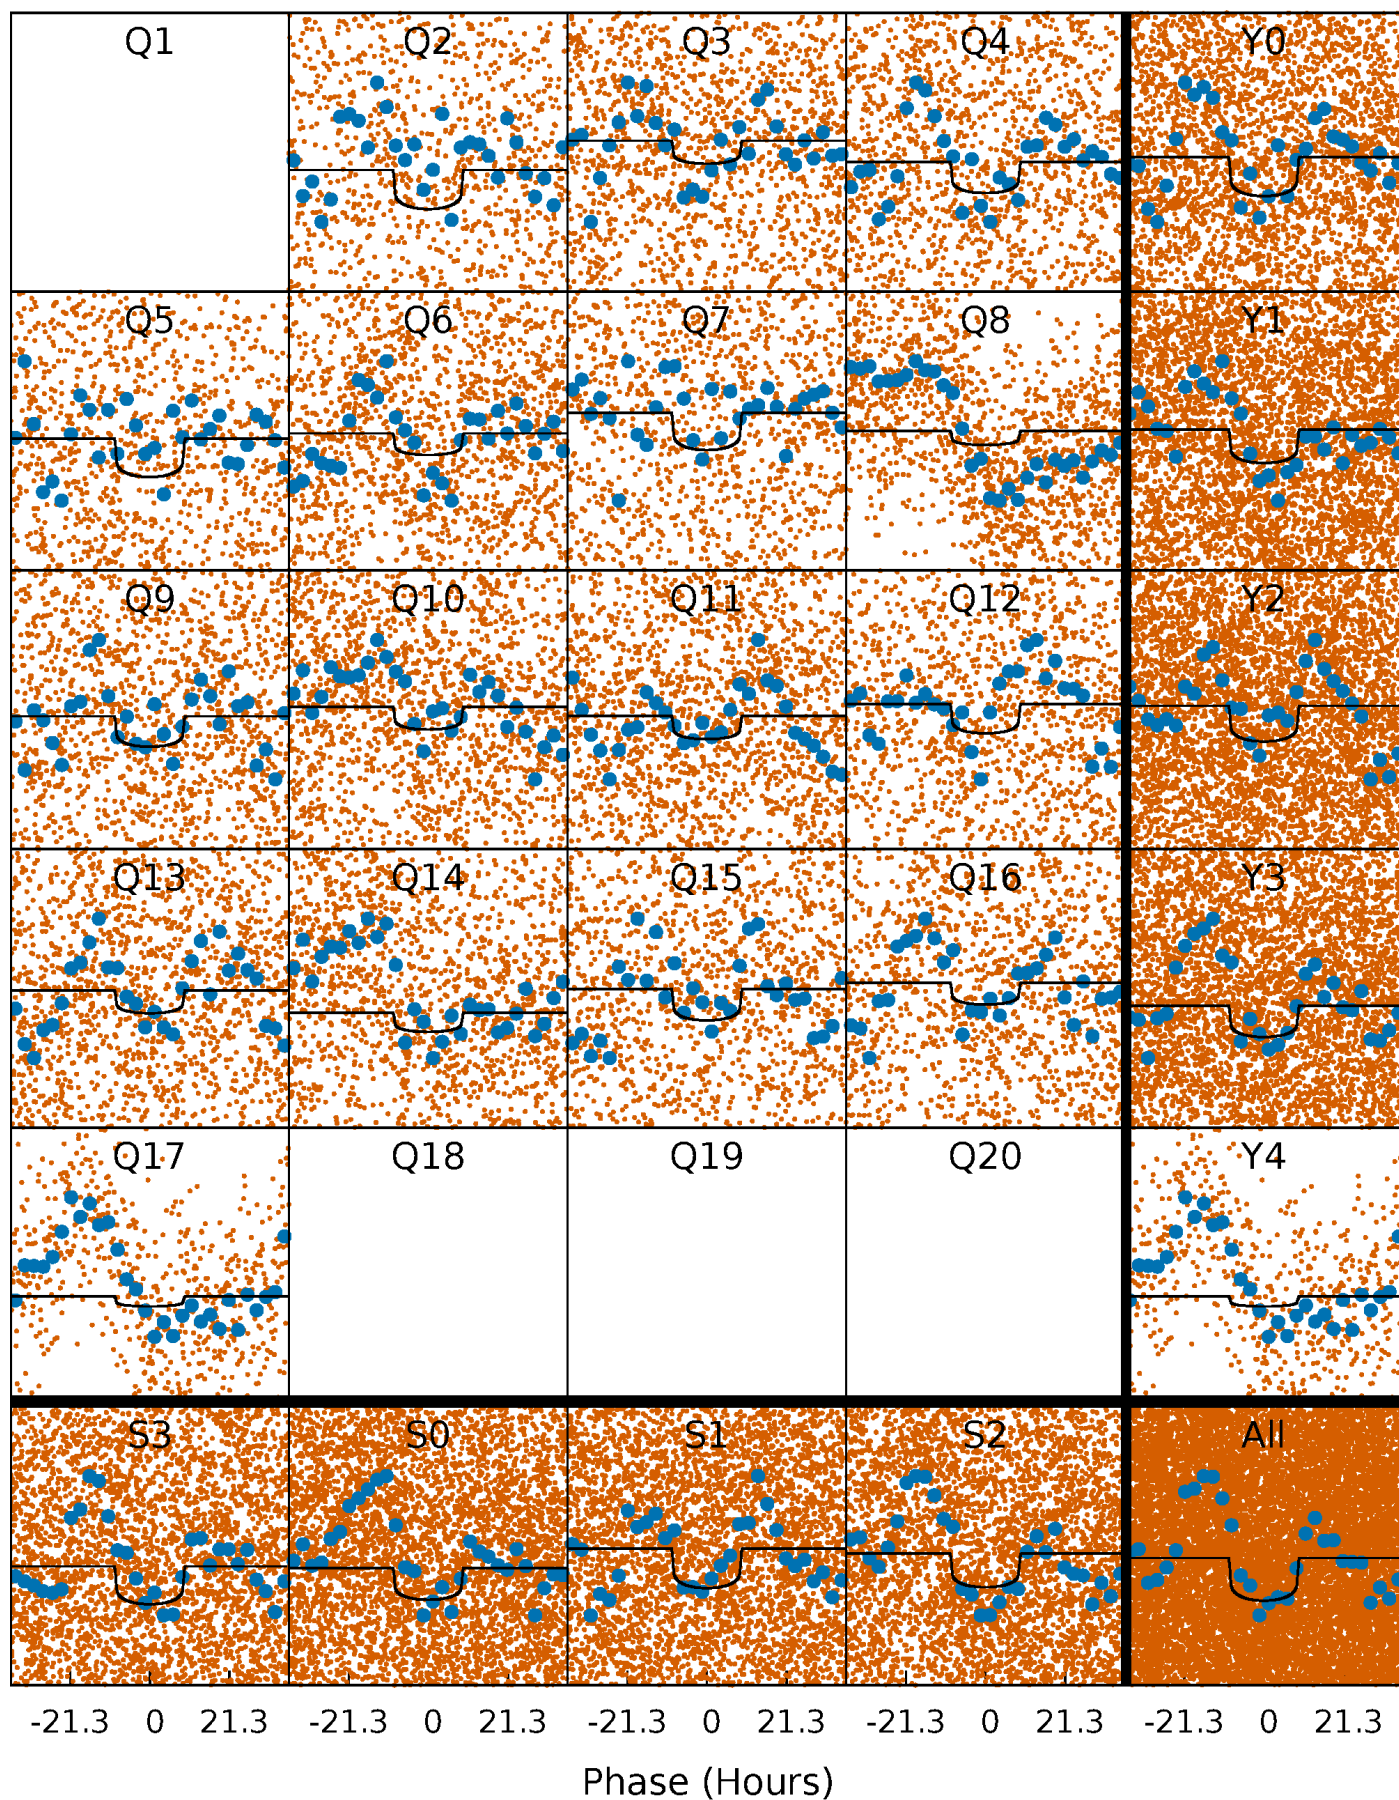 Q1 Q2 Q3 Q4 Y0
Q5 Q6 Q7 Q8 Y1
Q9 Q10 Q11 Q12 Y2
Q13 Q14 Q15 Q16 Y3
Q17 Q18 Q19 Q20 Y4
S3 S0 S1 S2 All
-21.3 0 21.3 -21.3 0 21.3 -21.3 0 21.3 -21.3 0 21.3 -21.3 0 21.3
Phase (Hours)